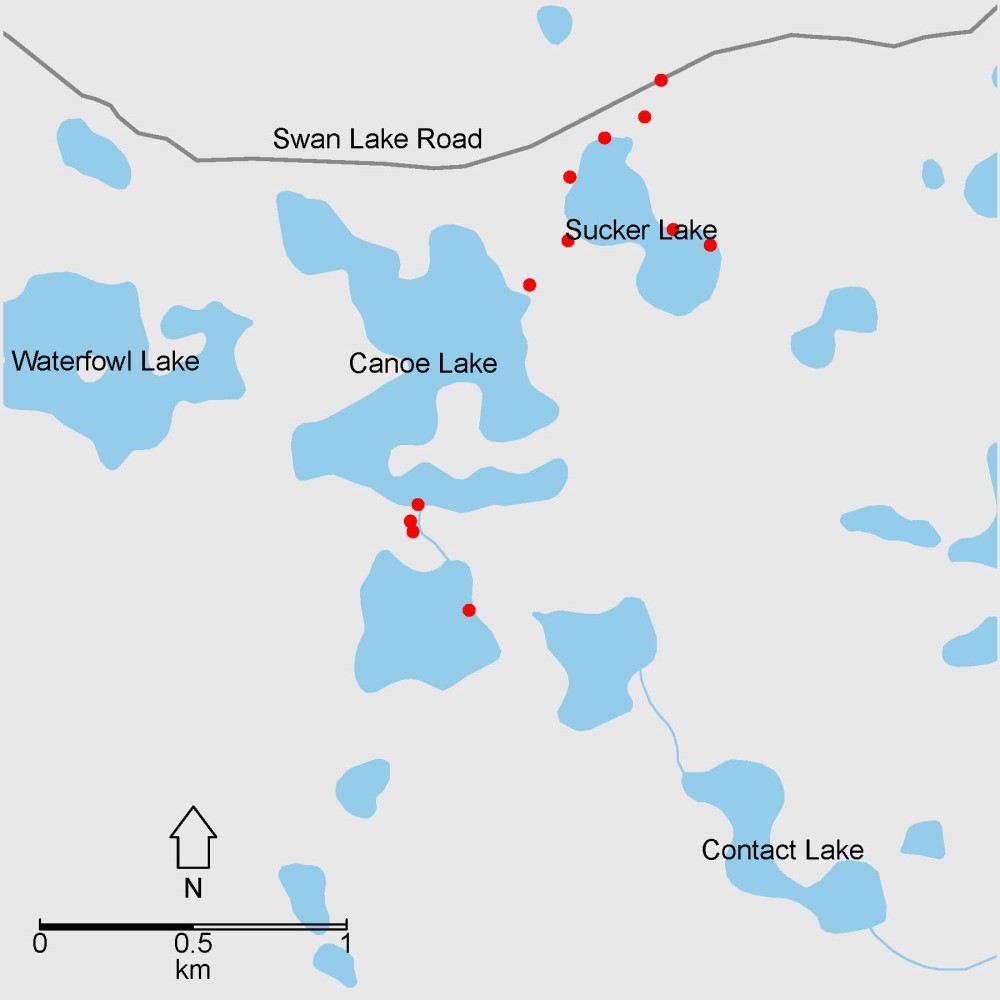 Swan Lake Road
Sucker Lake
Waterfowl Lake
Canoe Lake
Contact Lake
N
0 0.5 1
km